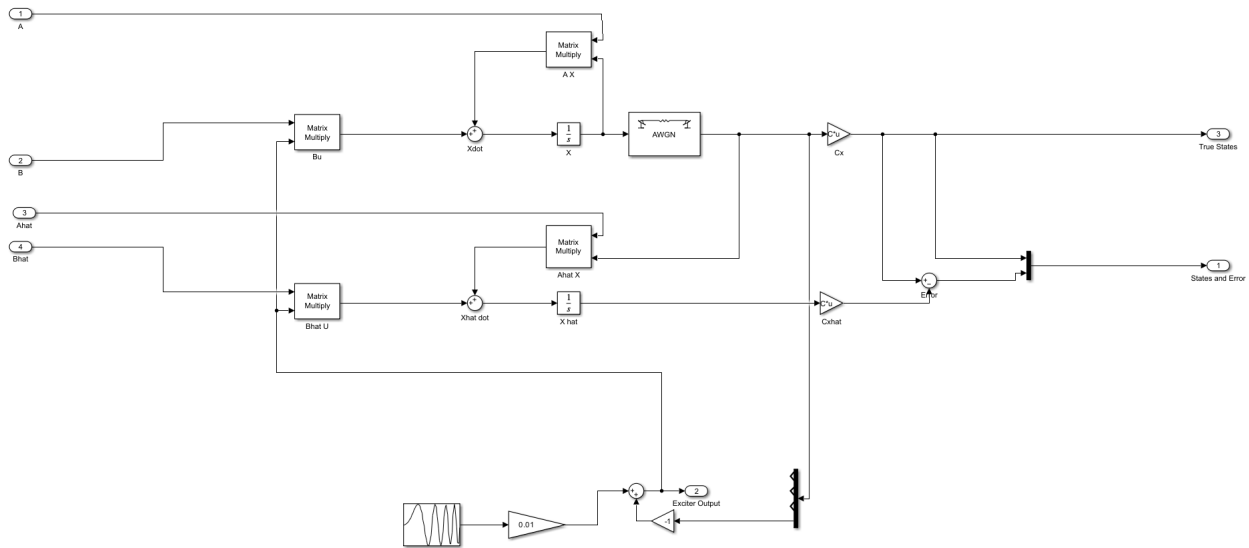 1
A
Matrix
Multiply
A X
2
B
Matrix
Multiply
Bu
+
+
Xdot
1
s
X
AWGN
C*u
Cx
3
True States
3
Ahat
4
Bhat
Matrix
Multiply
Ahat X
Matrix
Multiply
Bhat U
+
+
Xhat dot
1
s
X hat
C*u
Cxhat
+
−
Error
1
States and Error
0.01
+
+
2
Exciter Output
-1